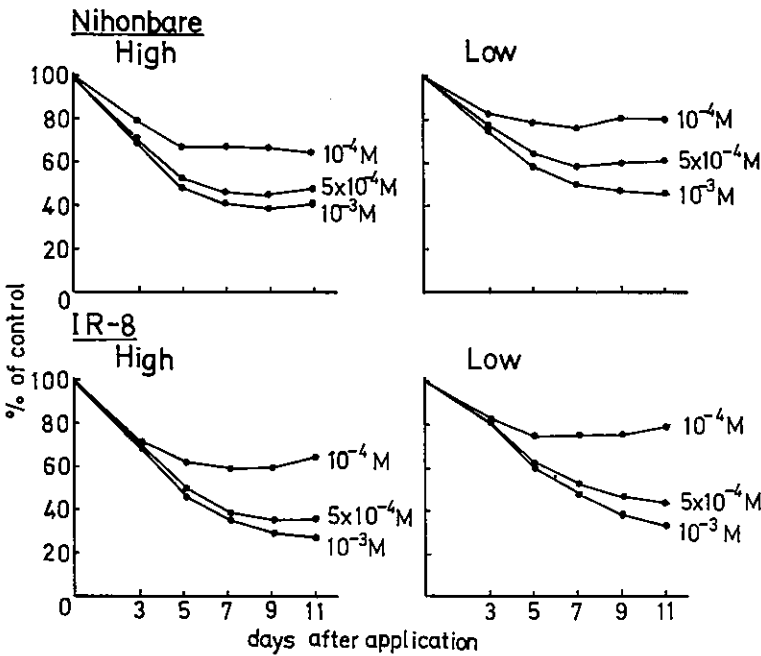 Nihonbare
High
Low
100
80
60
40
20
0
10⁻⁴M
5x10⁻⁴M
10⁻³M
10⁻⁴M
5x10⁻⁴M
10⁻³M
% of control
IR-8
High
Low
100
80
60
40
20
0
10⁻⁴M
5x10⁻⁴M
10⁻³M
10⁻⁴M
5x10⁻⁴M
10⁻³M
3 5 7 9 11
3 5 7 9 11
days after application